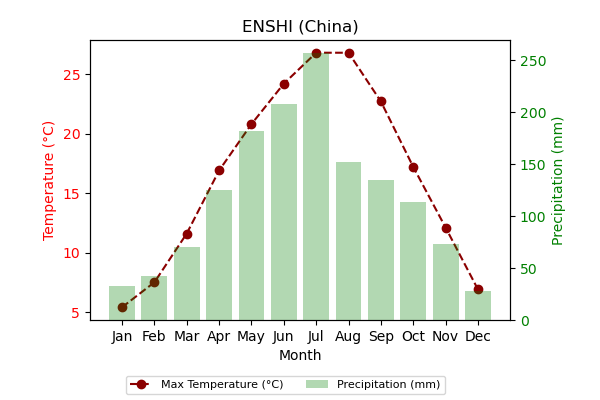 ENSHI (China)
25
20
15
10
5
Temperature (°C)
250
200
150
100
50
0
Precipitation (mm)
Jan Feb Mar Apr May Jun Jul Aug Sep Oct Nov Dec
Month
Max Temperature (°C) Precipitation (mm)